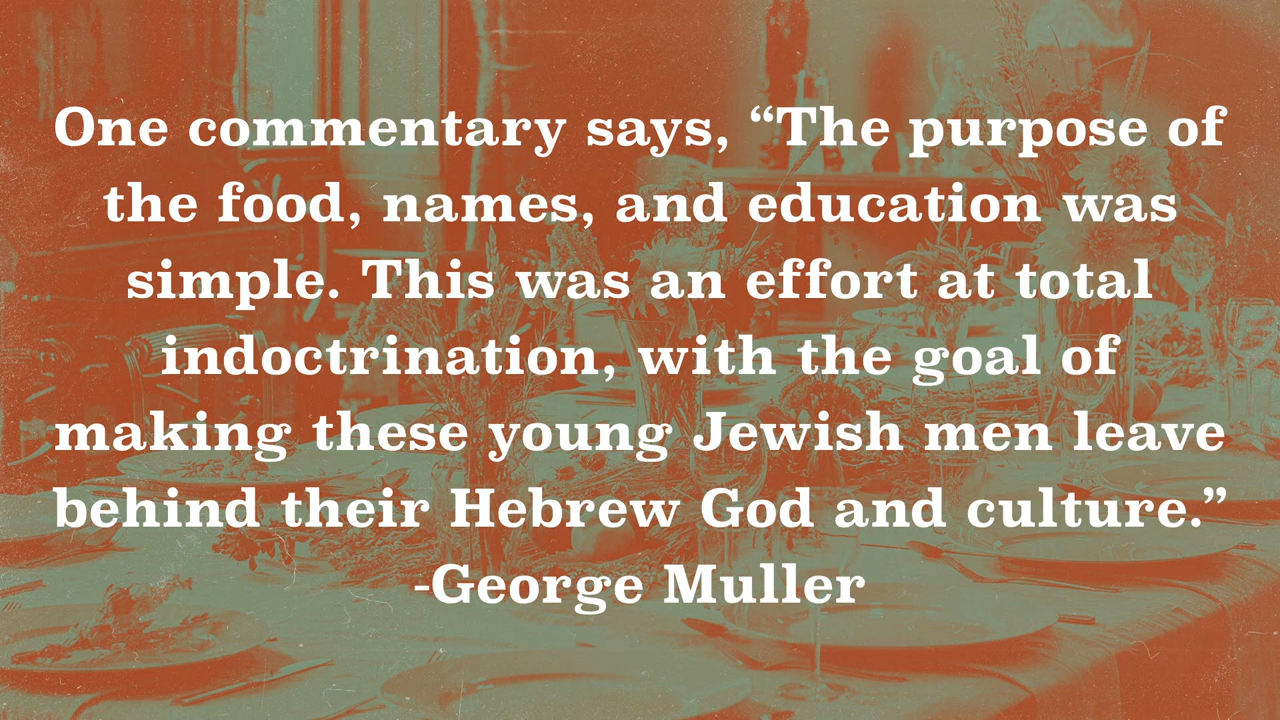 One commentary says, “The purpose of
the food, names, and education was
simple. This was an effort at total
indoctrination, with the goal of
making these young Jewish men leave
behind their Hebrew God and culture.”
-George Muller